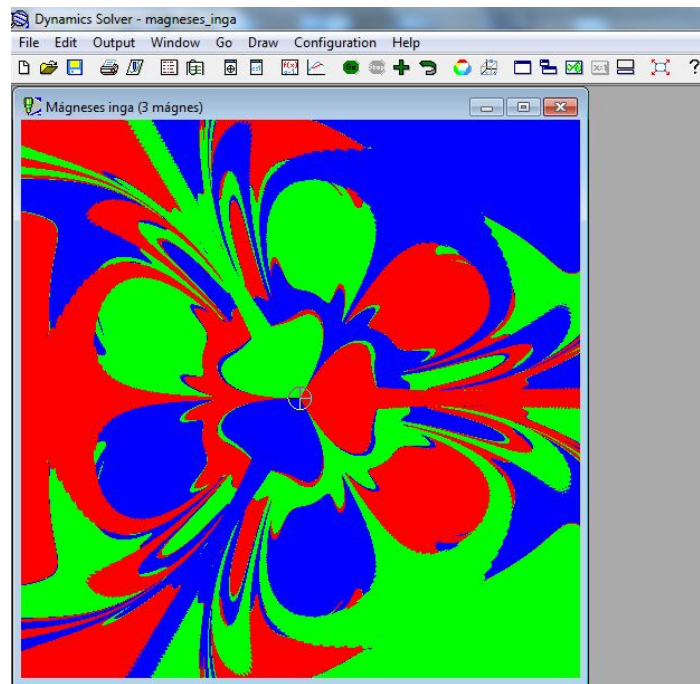 Dynamics Solver - magneses_inga
File Edit Output Window Go Draw Configuration Help
Mágneses inga (3 mágnes)